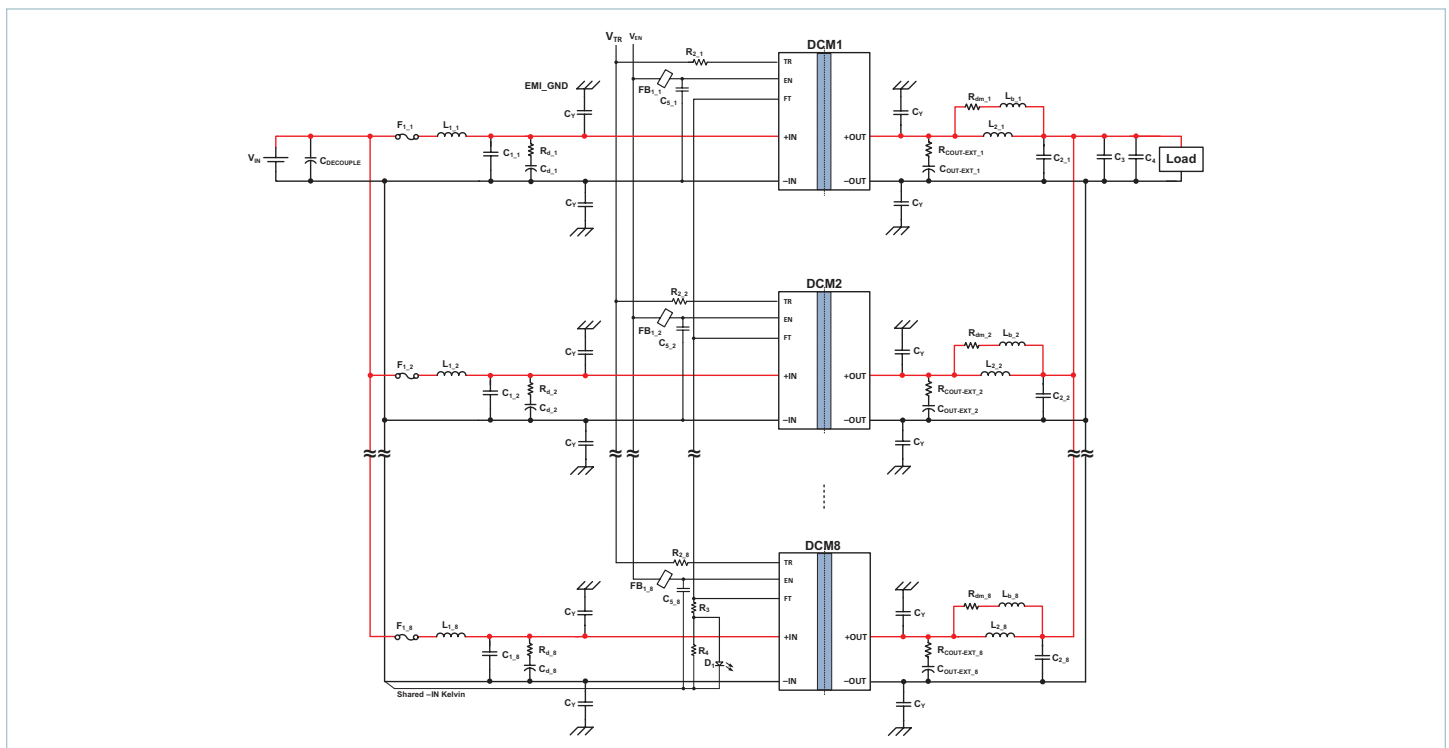 DCM1
VTR
VEN
R2_1
TR
EN
FT
FB1_1
C5_1
EMI_GND
CY
CY
F1_1
L1_1
+IN
+OUT
Rdm_1
Lb_1
L2_1
VIN
CDECOUPLE
C1_1
Rd_1
Cd_1
RCOUT-EXT_1
COUT-EXT_1
C2_1
C3
C4
Load
–IN
–OUT
CY
CY
DCM2
R2_2
TR
EN
FT
FB1_2
C5_2
CY
CY
Rdm_2
Lb_2
F1_2
L1_2
+IN
+OUT
L2_2
C1_2
Rd_2
Cd_2
RCOUT-EXT_2
COUT-EXT_2
C2_2
–IN
–OUT
CY
CY
DCM8
R2_8
TR
EN
FT
FB1_8
C5_8
R3
CY
CY
Rdm_8
Lb_8
F1_8
L1_8
+IN
+OUT
L2_8
C1_8
Rd_8
Cd_8
R4
D1
RCOUT-EXT_8
COUT-EXT_8
C2_8
–IN
–OUT
Shared –IN Kelvin
CY
CY